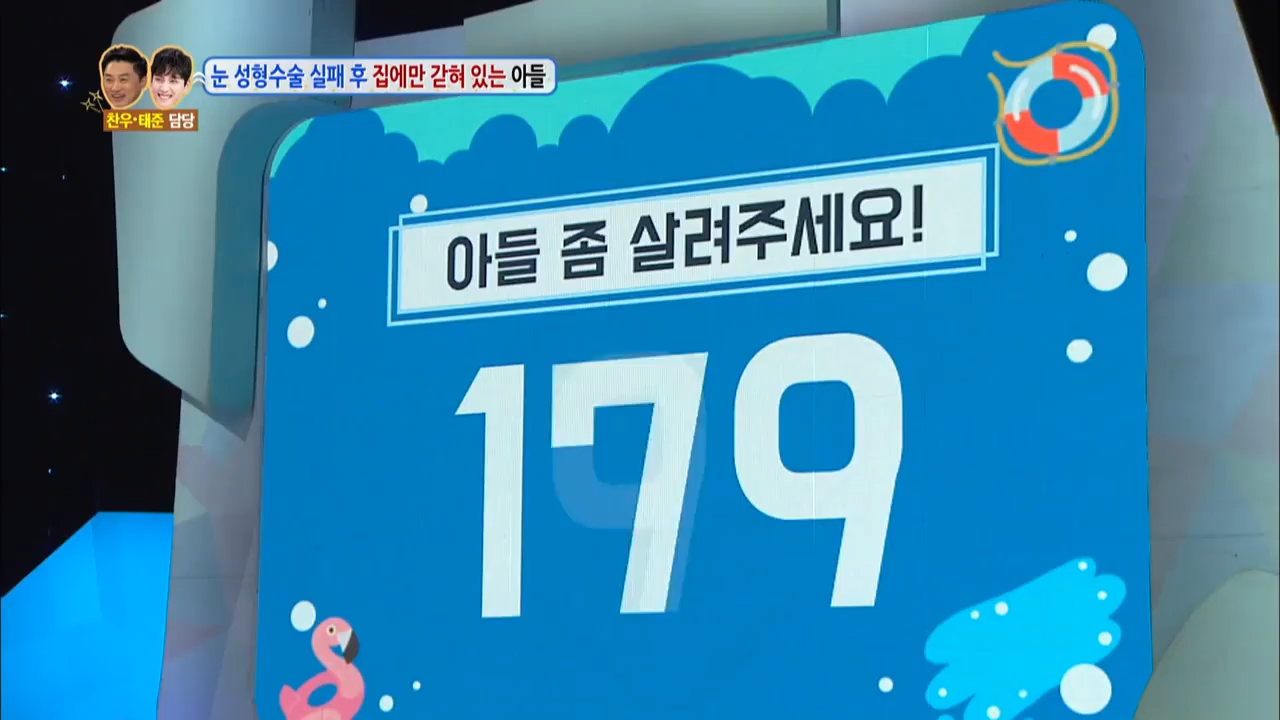 눈 성형수술 실패 후 집에만 갇혀 있는 아들
찬우·태준 담당
아들 좀 살려주세요!
179